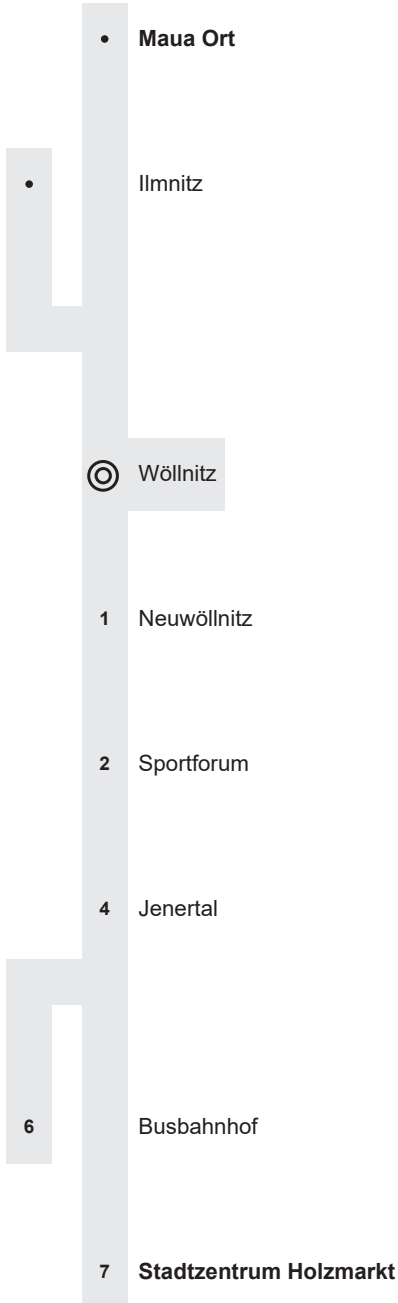 • Maua Ort
• Ilmnitz
Wöllnitz
1 Neuwöllnitz
2 Sportforum
4 Jenertal
6 Busbahnhof
7 Stadtzentrum Holzmarkt